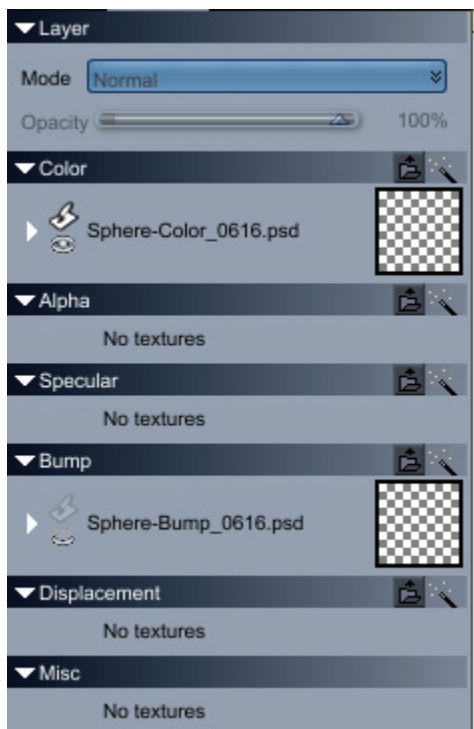 Layer
Mode Normal
Opacity 100%
Color
Sphere-Color_0616.psd
Alpha
No textures
Specular
No textures
Bump
Sphere-Bump_0616.psd
Displacement
No textures
Misc
No textures